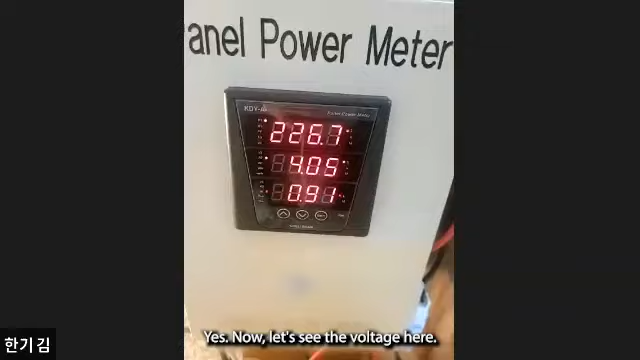 anel Power Meter
226.7
4.05
0.91
Yes. Now, let's see the voltage here.
한기 김